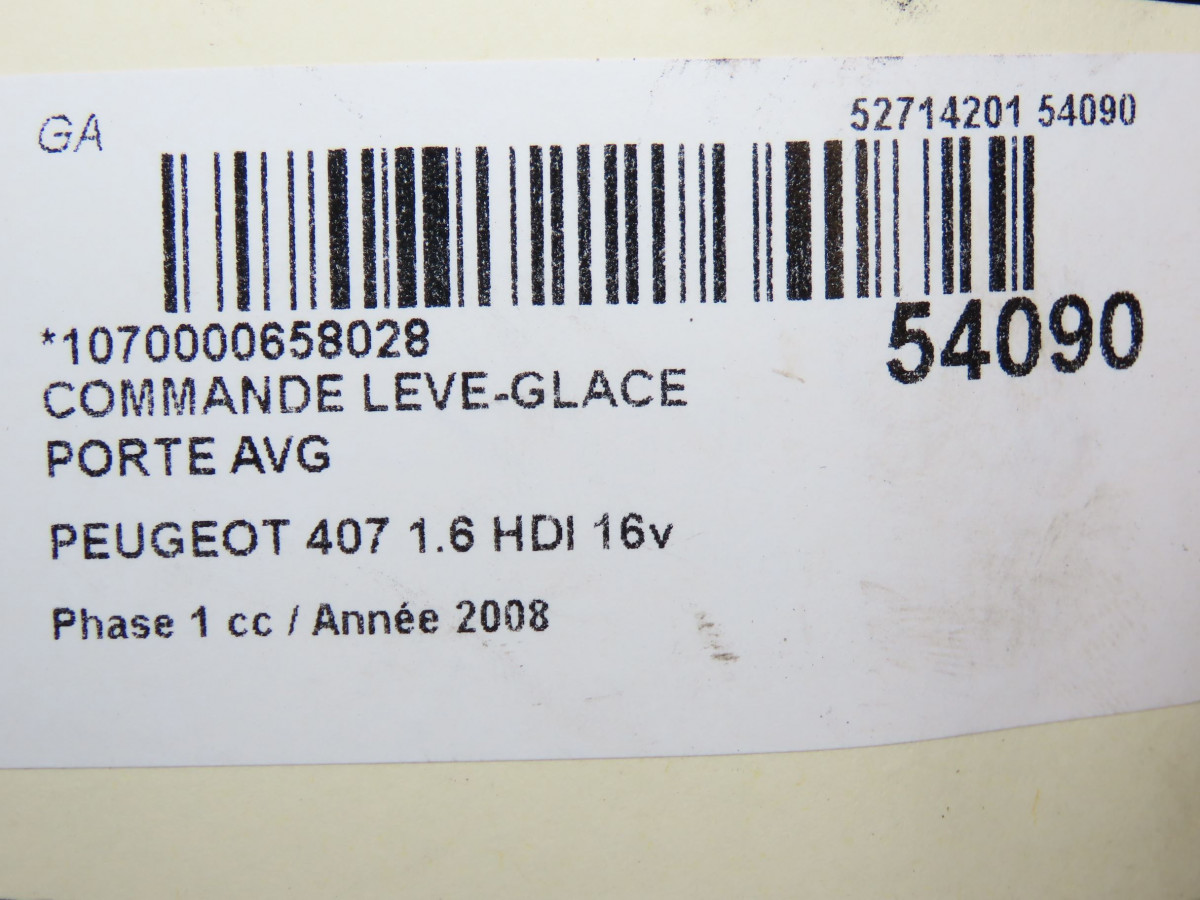 GA
52714201 54090
*1070000658028
54090
COMMANDE LEVE-GLACE
PORTE AVG
PEUGEOT 407 1.6 HDI 16v
Phase 1 cc / Année 2008